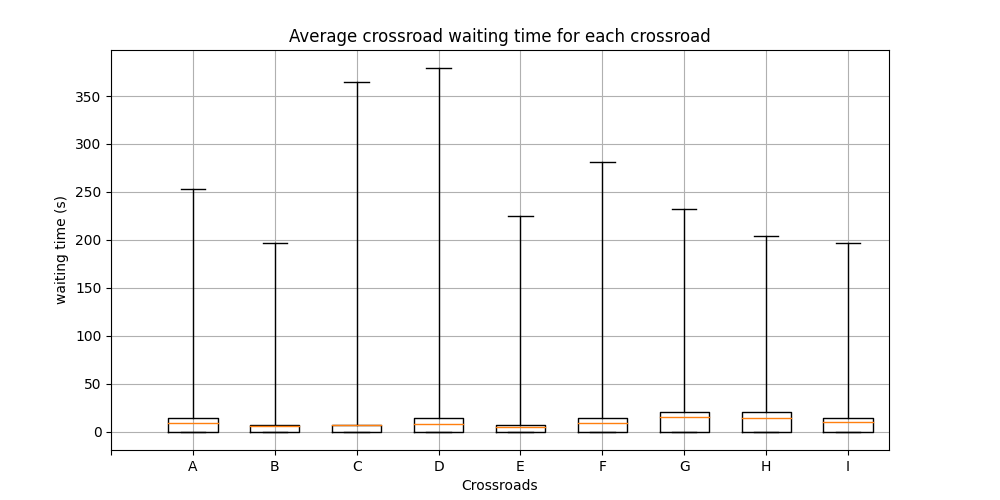 Average crossroad waiting time for each crossroad
waiting time (s)
350
300
250
200
150
100
50
0
A B C D E F G H I
Crossroads